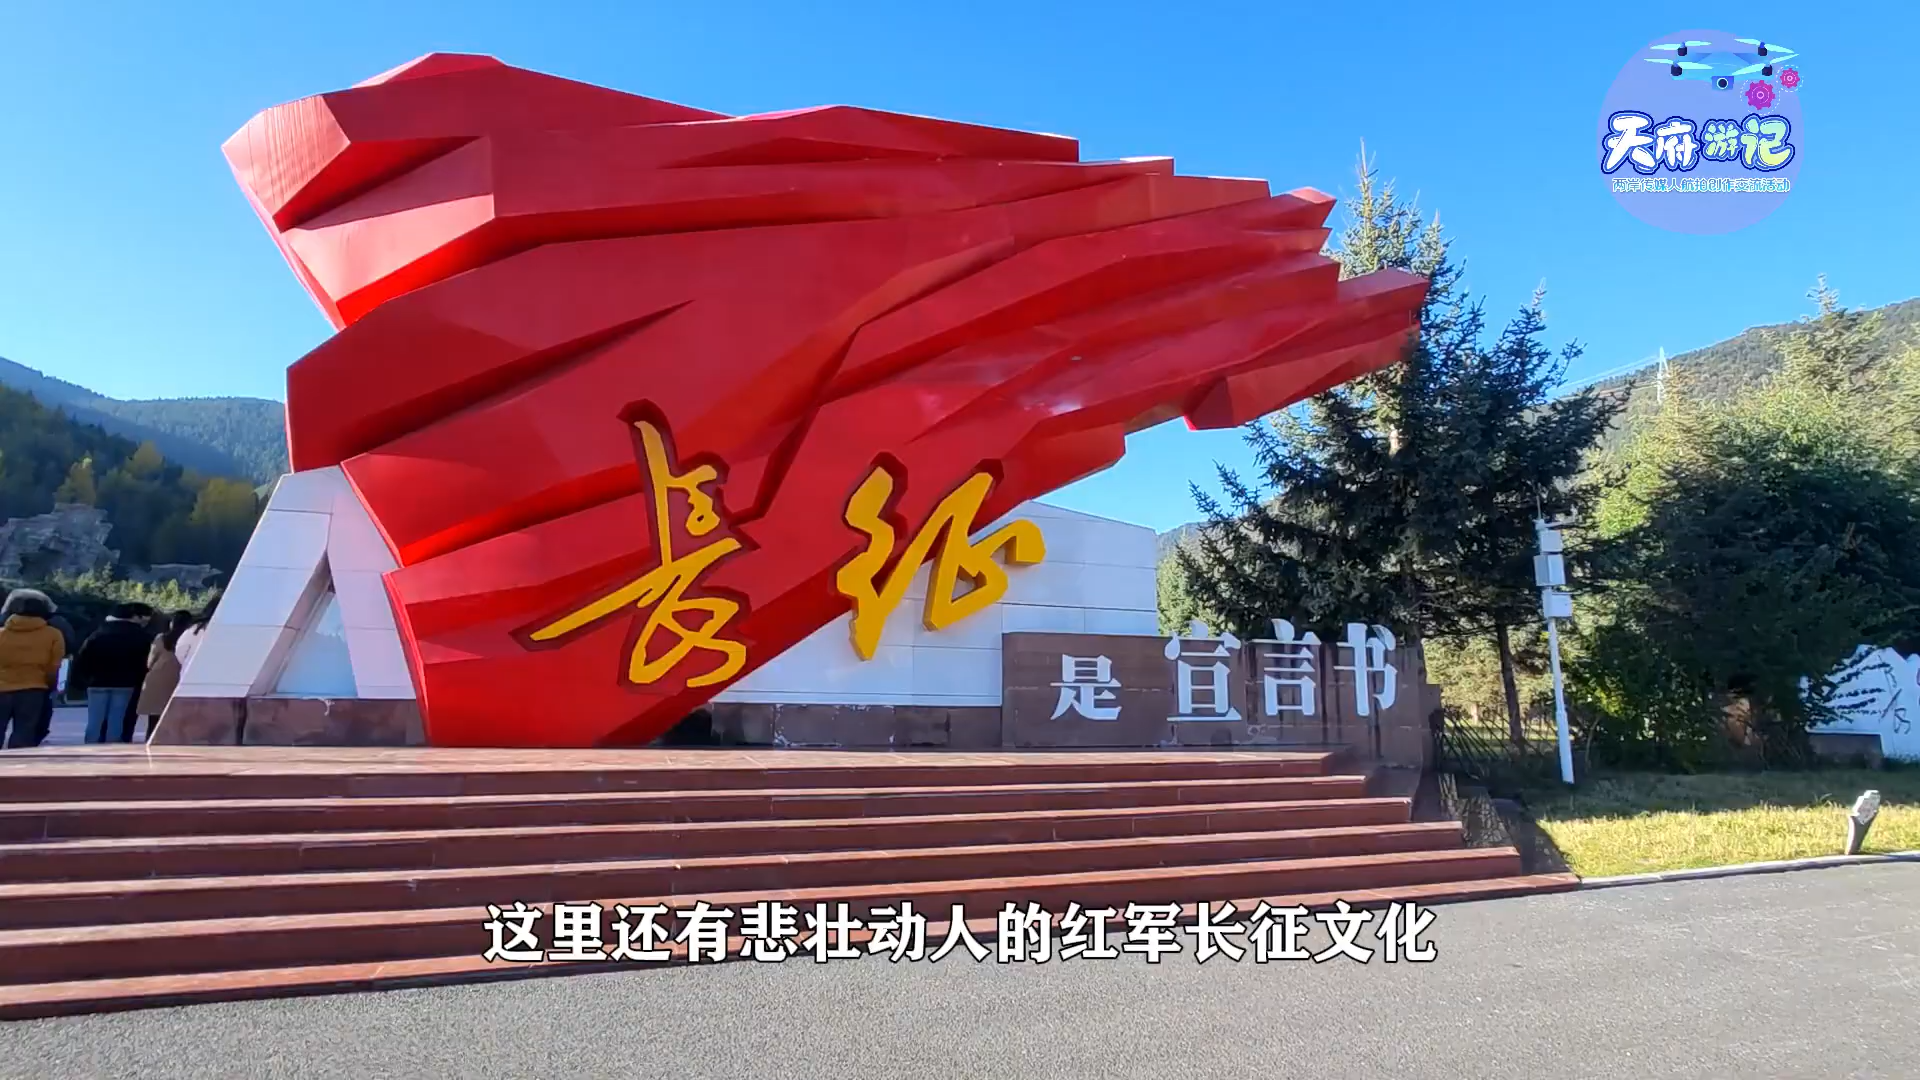 天府游记
两岸传媒人航拍创作交流活动
长征
是 宣言书
这里还有悲壮动人的红军长征文化